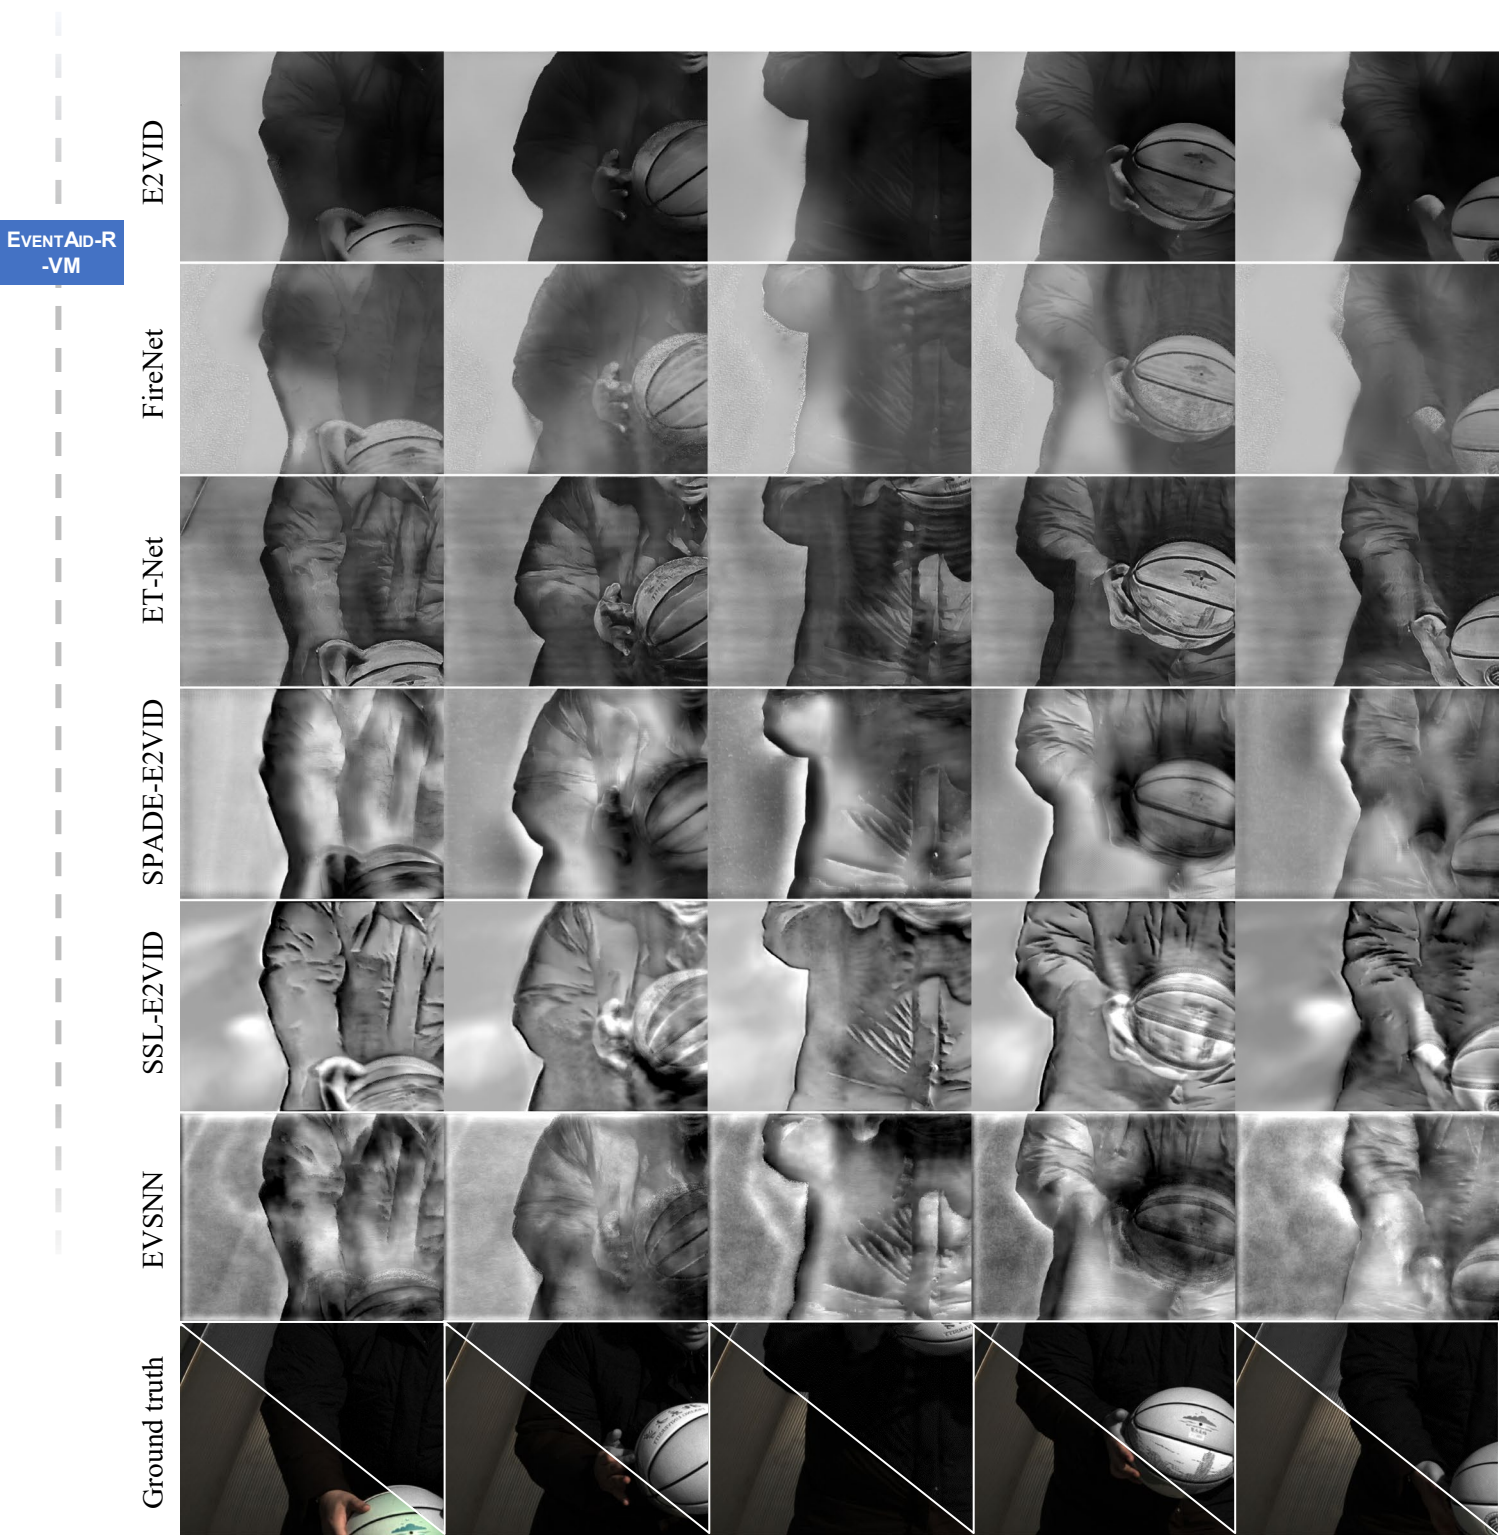 EVENTAID-R
-VM
E2VID
FireNet
ET-Net
SPADE-E2VID
SSL-E2VID
EVSNN
Ground truth